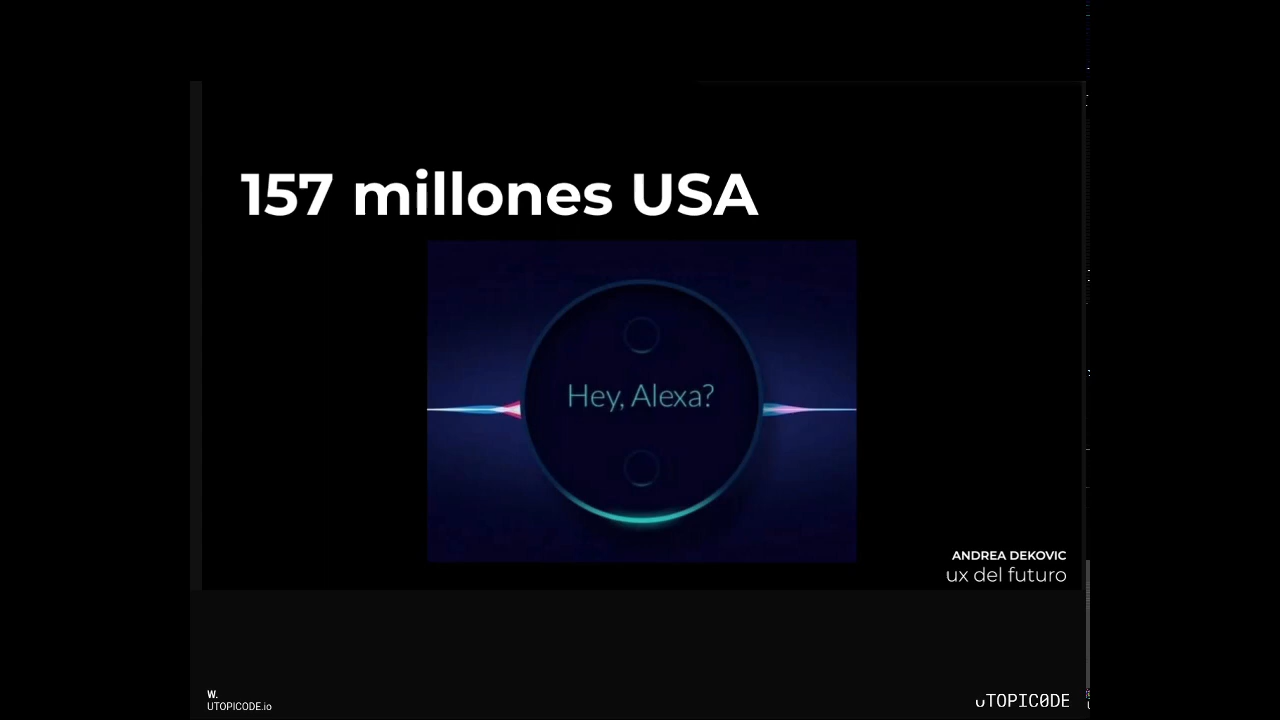 157 millones USA
Hey, Alexa?
ANDREA DEKOVIC
ux del futuro
W.
UTOPICODE.io
uTOPIC0DE